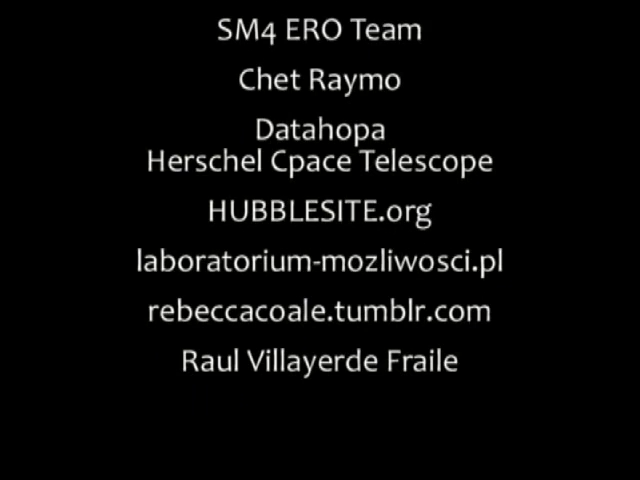 SM4 ERO Team
Chet Raymo
Datahopa
Herschel Cpace Telescope
HUBBLESITE.org
laboratorium-mozliwosci.pl
rebeccacoale.tumblr.com
Raul Villayerde Fraile